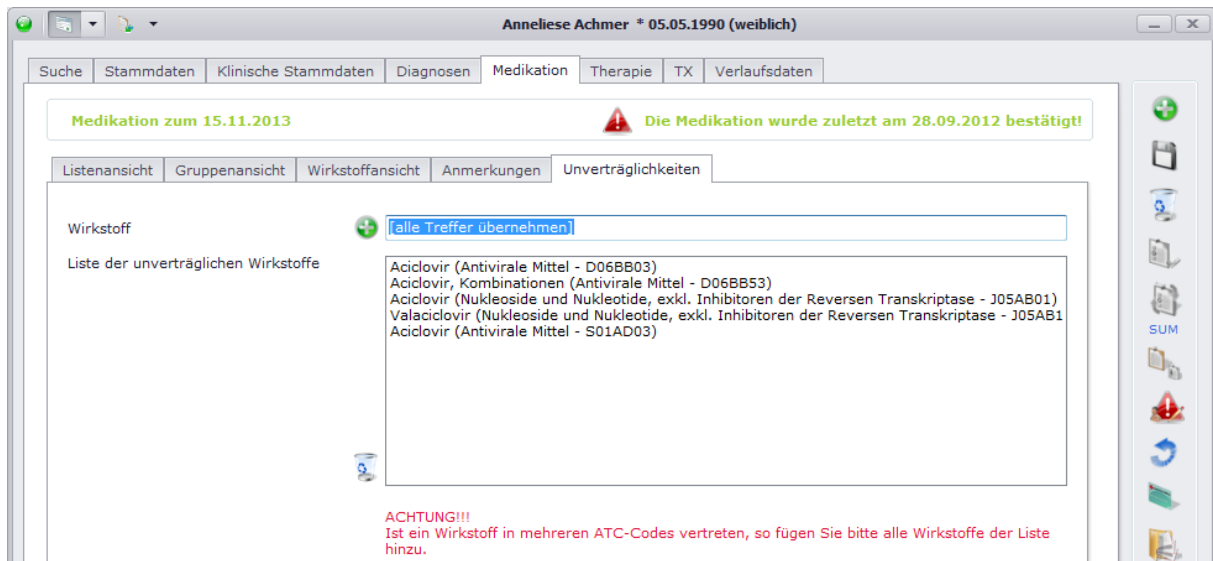 Anneliese Achmer * 05.05.1990 (weiblich)
Suche Stammdaten Klinische Stammdaten Diagnosen Medikation Therapie TX Verlaufsdaten
Medikation zum 15.11.2013 Die Medikation wurde zuletzt am 28.09.2012 bestätigt!
Listenansicht Gruppenansicht Wirkstoffansicht Anmerkungen Unverträglichkeiten
Wirkstoff [alle Treffer übernehmen]
Liste der unverträglichen Wirkstoffe
Aciclovir (Antivirale Mittel - D06BB03)
Aciclovir, Kombinationen (Antivirale Mittel - D06BB53)
Aciclovir (Nukleoside und Nukleotide, exkl. Inhibitoren der Reversen Transkriptase - J05AB01)
Valaciclovir (Nukleoside und Nukleotide, exkl. Inhibitoren der Reversen Transkriptase - J05AB1
Aciclovir (Antivirale Mittel - S01AD03)
SUM
ACHTUNG!!!
Ist ein Wirkstoff in mehreren ATC-Codes vertreten, so fügen Sie bitte alle Wirkstoffe der Liste
hinzu.